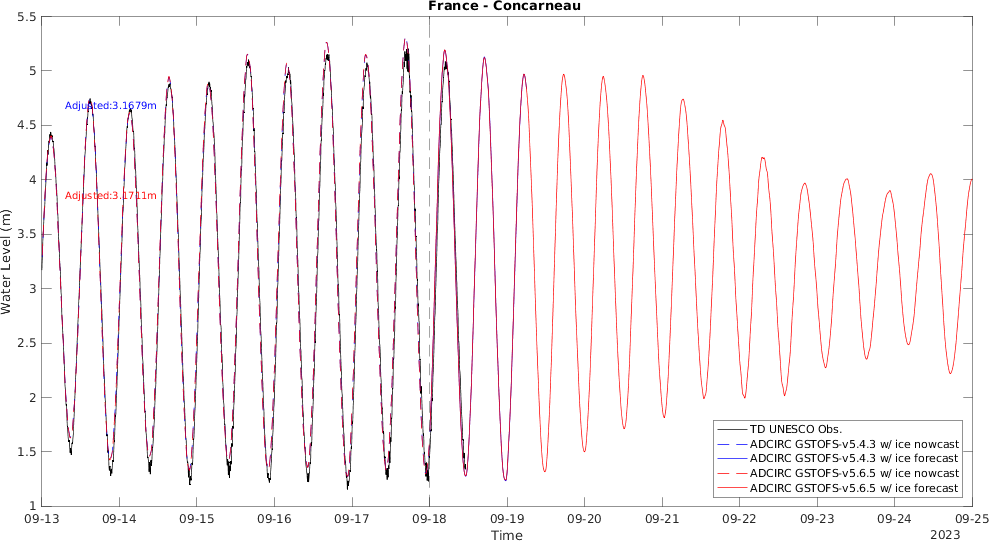 France - Concarneau
5.5
5
4.5
4
3.5
3
2.5
2
1.5
1
Water Level (m)
Adjusted:3.1679m
Adjusted:3.1711m
TD UNESCO Obs.
ADCIRC GSTOFS-v5.4.3 w/ ice nowcast
ADCIRC GSTOFS-v5.4.3 w/ ice forecast
ADCIRC GSTOFS-v5.6.5 w/ ice nowcast
ADCIRC GSTOFS-v5.6.5 w/ ice forecast
09-13 09-14 09-15 09-16 09-17 09-18 09-19 09-20 09-21 09-22 09-23 09-24 09-25
Time
2023